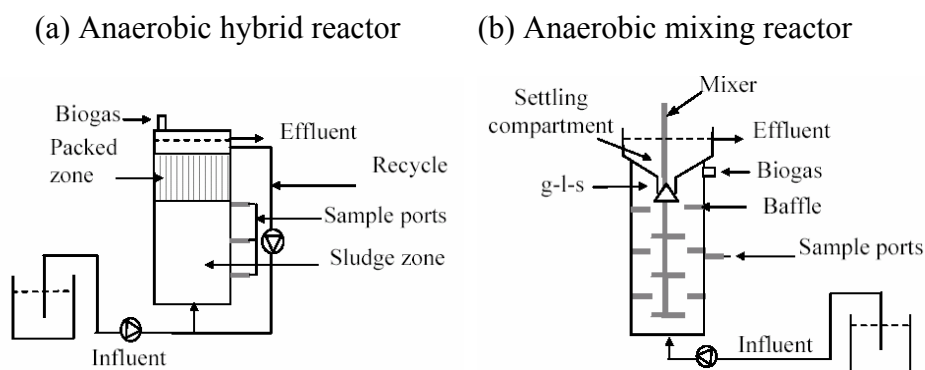 (a) Anaerobic hybrid reactor
Biogas
Packed
zone
Effluent
Recycle
Sample ports
Sludge zone
Influent
(b) Anaerobic mixing reactor
Mixer
Settling
compartment
Effluent
g-l-s
Biogas
Baffle
Sample ports
Influent